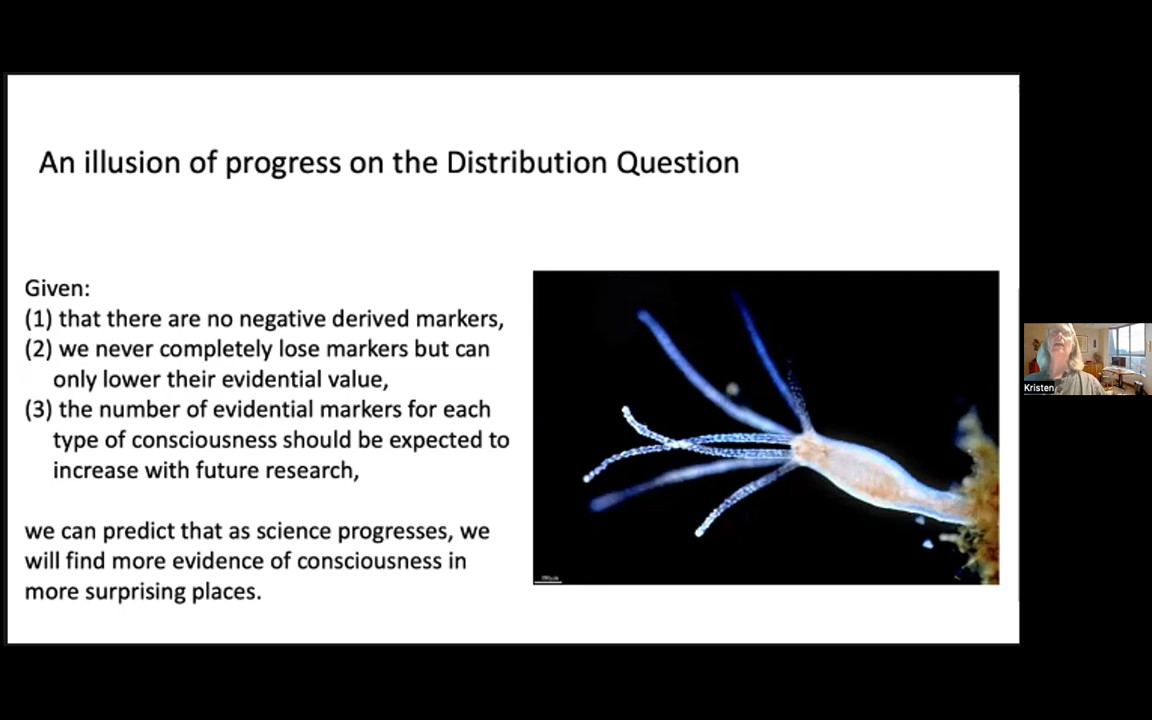 An illusion of progress on the Distribution Question
Given:
(1) that there are no negative derived markers,
(2) we never completely lose markers but can
only lower their evidential value,
(3) the number of evidential markers for each
type of consciousness should be expected to
increase with future research,
we can predict that as science progresses, we
will find more evidence of consciousness in
more surprising places.
Kristen